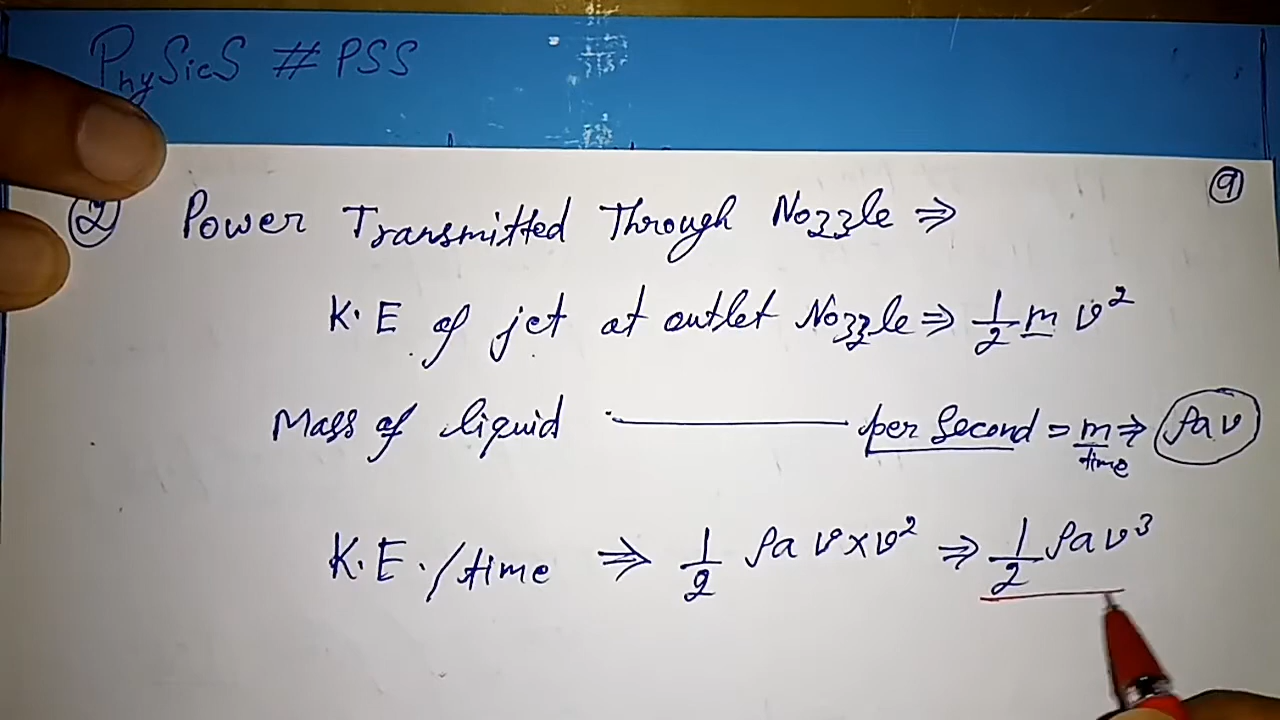 Physics # PSS
9
2 Power Transmitted Through Nozzle ⇒
K.E of jet at outlet Nozzle ⇒ 1/2 m v²
Mass of liquid ——— per Second = m/time ⇒ ρav
K.E./time ⇒ 1/2 ρa v×v² ⇒ 1/2 ρav³